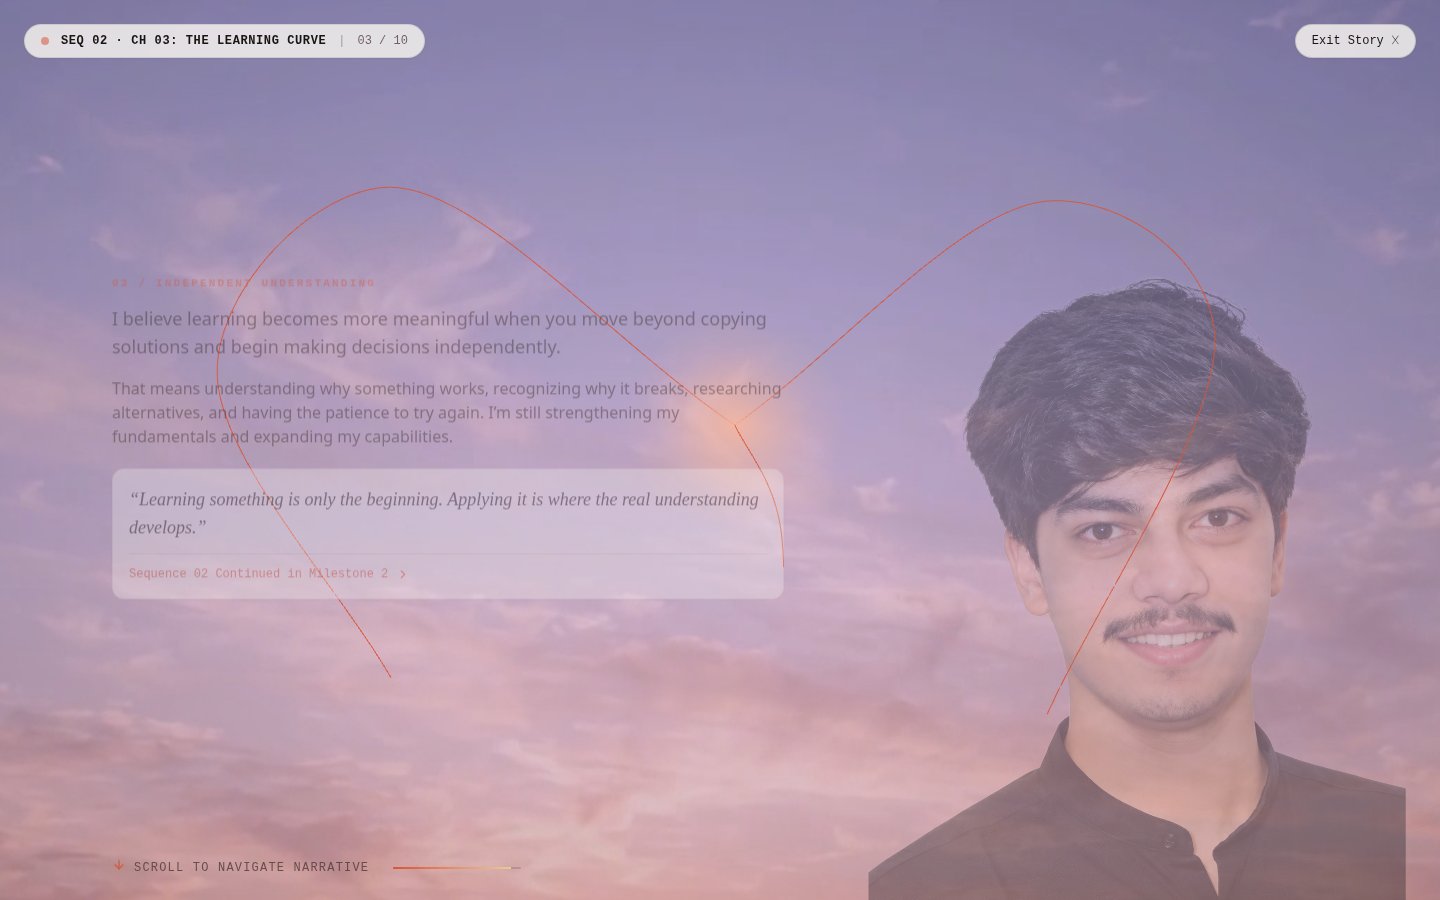 SEQ 02 · CH 03: THE LEARNING CURVE | 03 / 10
Exit Story X
03 / INDEPENDENT UNDERSTANDING
I believe learning becomes more meaningful when you move beyond copying
solutions and begin making decisions independently.
That means understanding why something works, recognizing why it breaks, researching
alternatives, and having the patience to try again. I’m still strengthening my
fundamentals and expanding my capabilities.
“Learning something is only the beginning. Applying it is where the real understanding
develops.”
Sequence 02 Continued in Milestone 2 >
↓ SCROLL TO NAVIGATE NARRATIVE